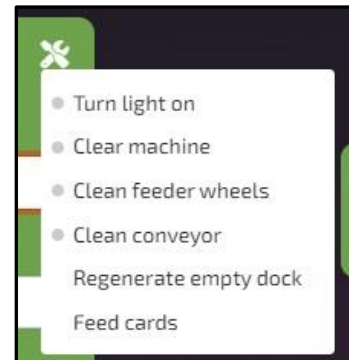 Turn light on
Clear machine
Clean feeder wheels
Clean conveyor
Regenerate empty dock
Feed cards